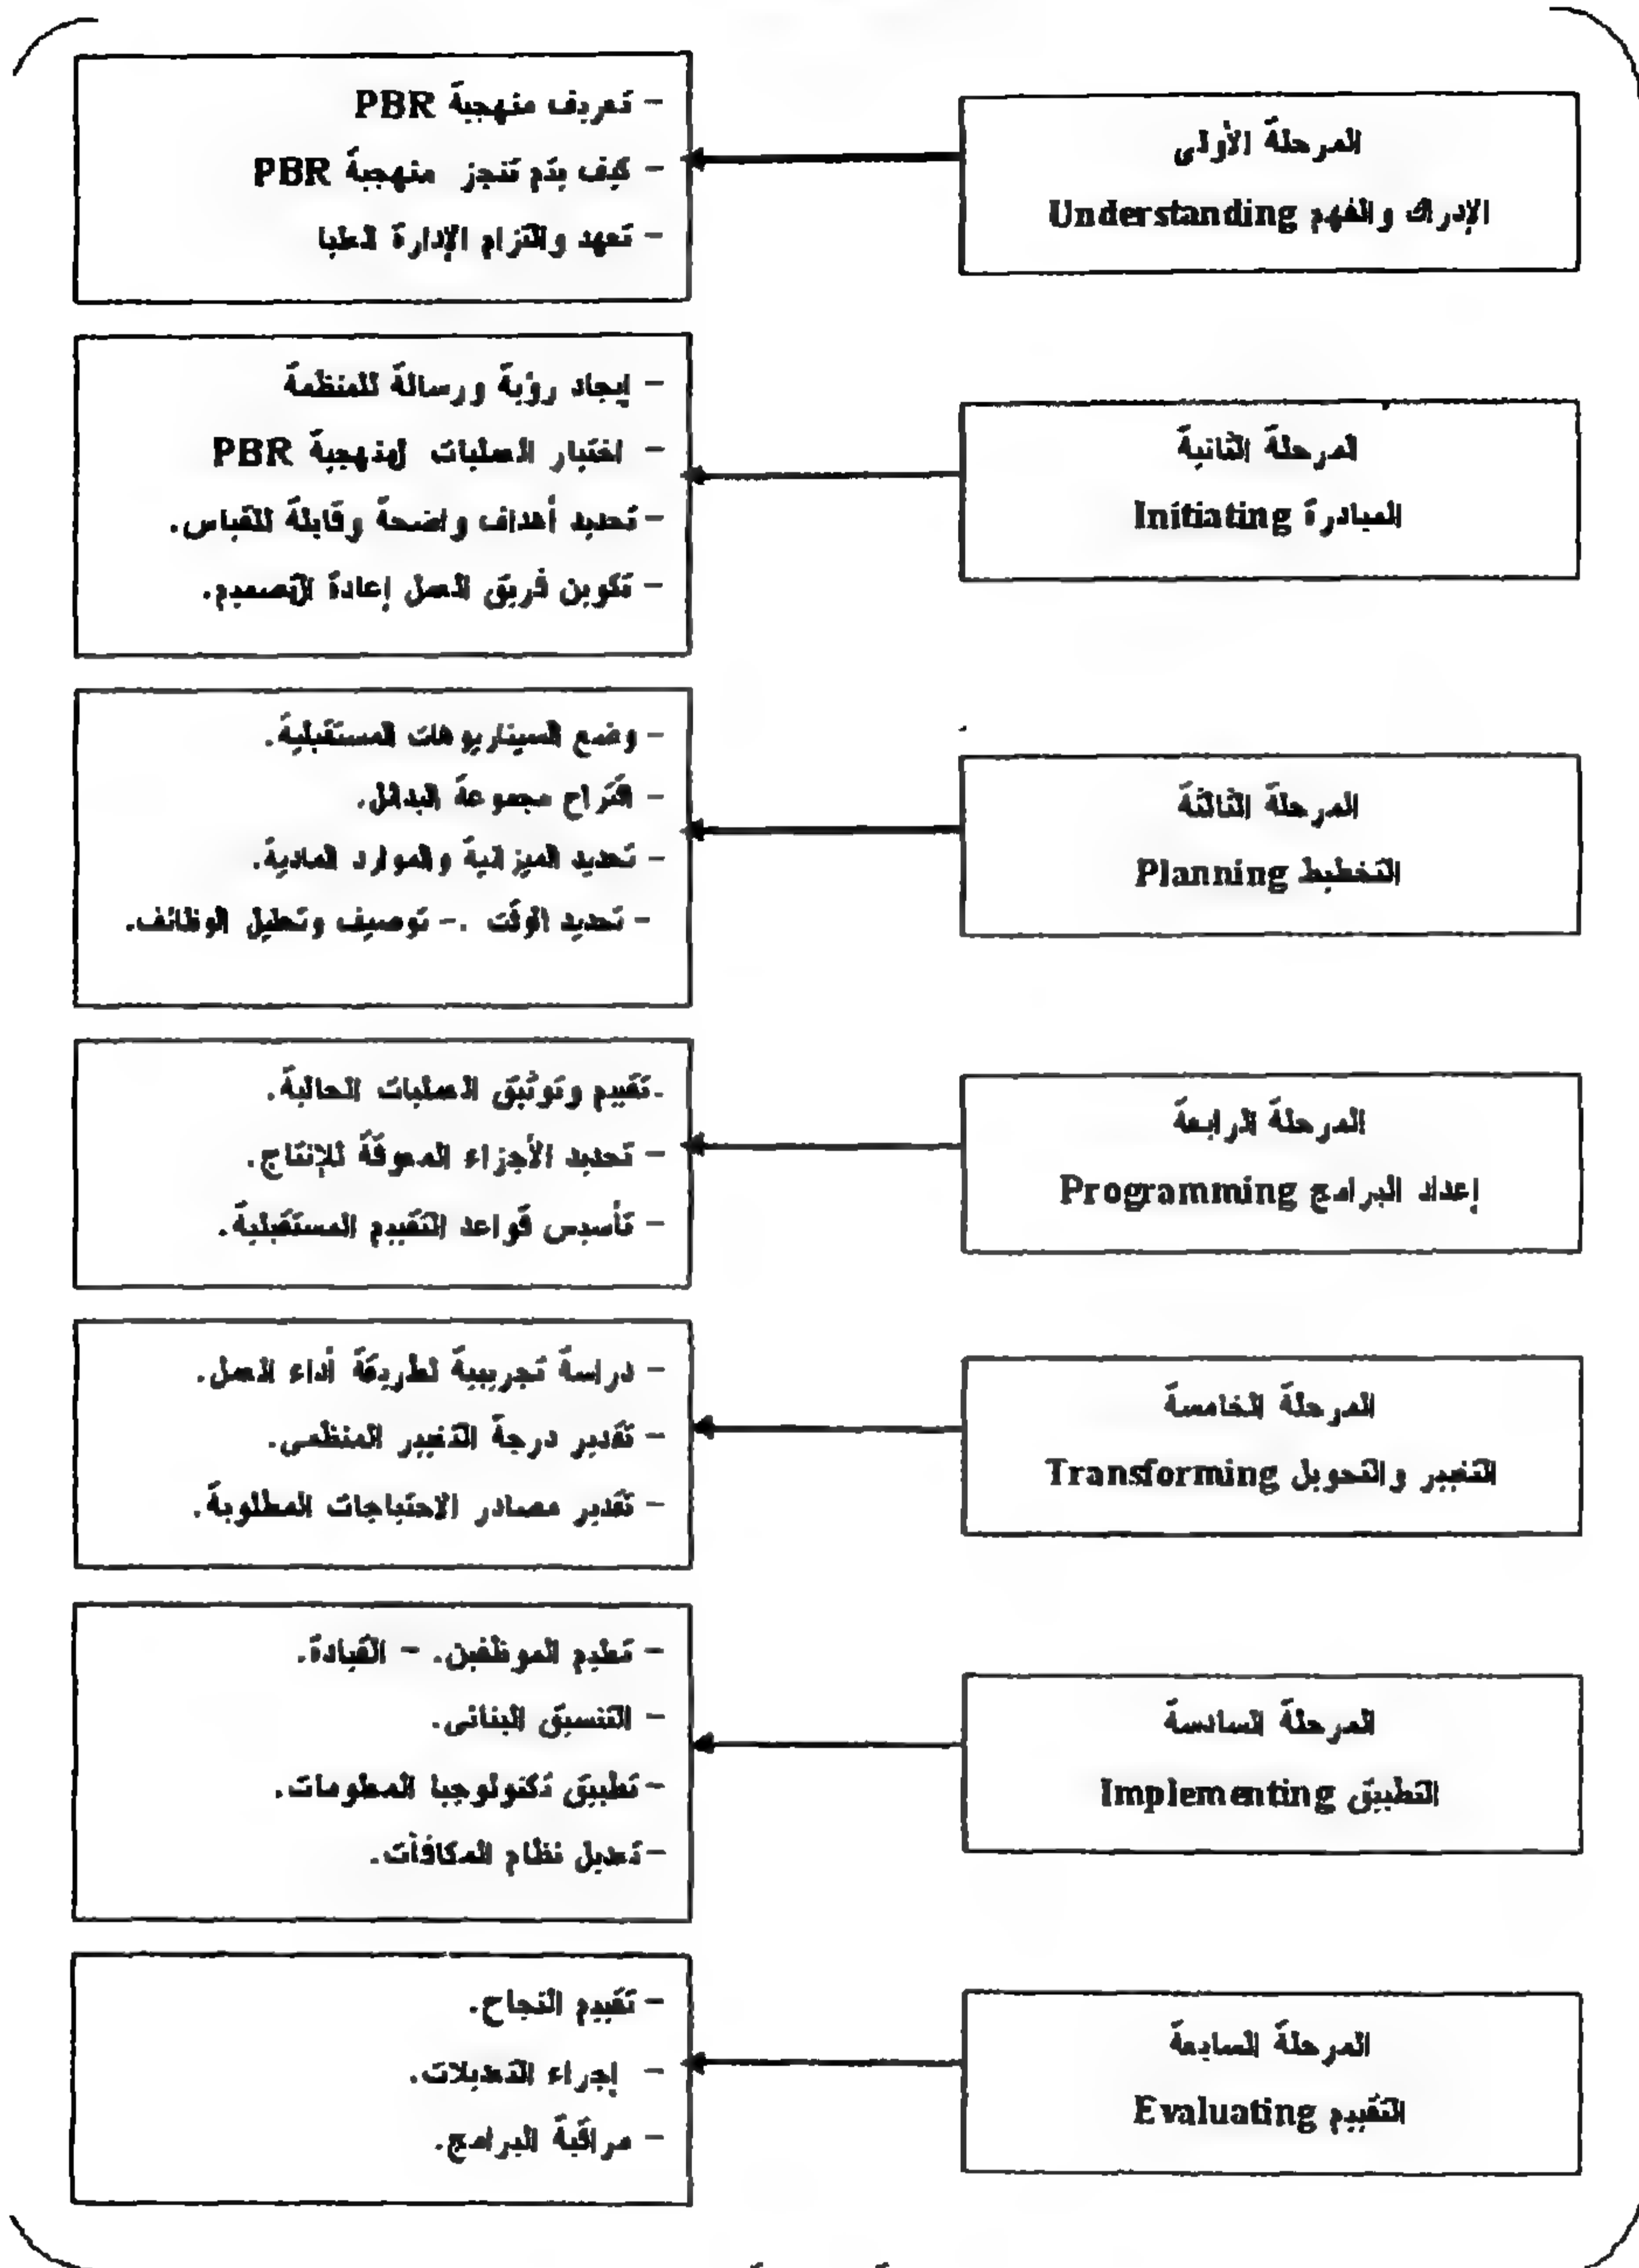 المرحلة الأولى
الإدراك والفهم Understanding
- تعريف منهجية PBR
- كيف يتم تنجز منهجية PBR
- تعهد والتزام الإدارة العليا
المرحلة الثانية
المبادرة Initiating
- إيجاد رؤية ورسالة للمنظمة
- اختيار العمليات لمنهجية PBR
- تحديد أهداف واضحة وقابلة للقياس.
- تكوين فريق العمل إعادة التصميم.
المرحلة الثالثة
التخطيط Planning
- وضع السيناريوهات المستقبلية.
- اقتراح مجموعة البدائل.
- تحديد الميزانية والموارد المادية.
- تحديد الوقت .- توصيف وتحليل الوظائف.
المرحلة الرابعة
إعداد البرامج Programming
-تقييم وتوثيق العمليات الحالية.
- تحديد الأجزاء المعوقة للإنتاج.
- تأسيس قواعد التقييم المستقبلية.
المرحلة الخامسة
التغيير والتحويل Transforming
- دراسة تجريبية لطريقة أداء العمل.
- تقدير درجة التغيير المنظمى.
- تقدير مصادر الاحتياجات المطلوبة.
المرحلة السادسة
التطبيق Implementing
- تعليم الموظفين. - القيادة.
- التنسيق البنائى.
- تطبيق تكنولوجيا المعلومات.
- تعديل نظام المكافآت.
المرحلة السابعة
التقييم Evaluating
- تقييم النجاح.
- إجراء التعديلات.
- مراقبة البرامج.